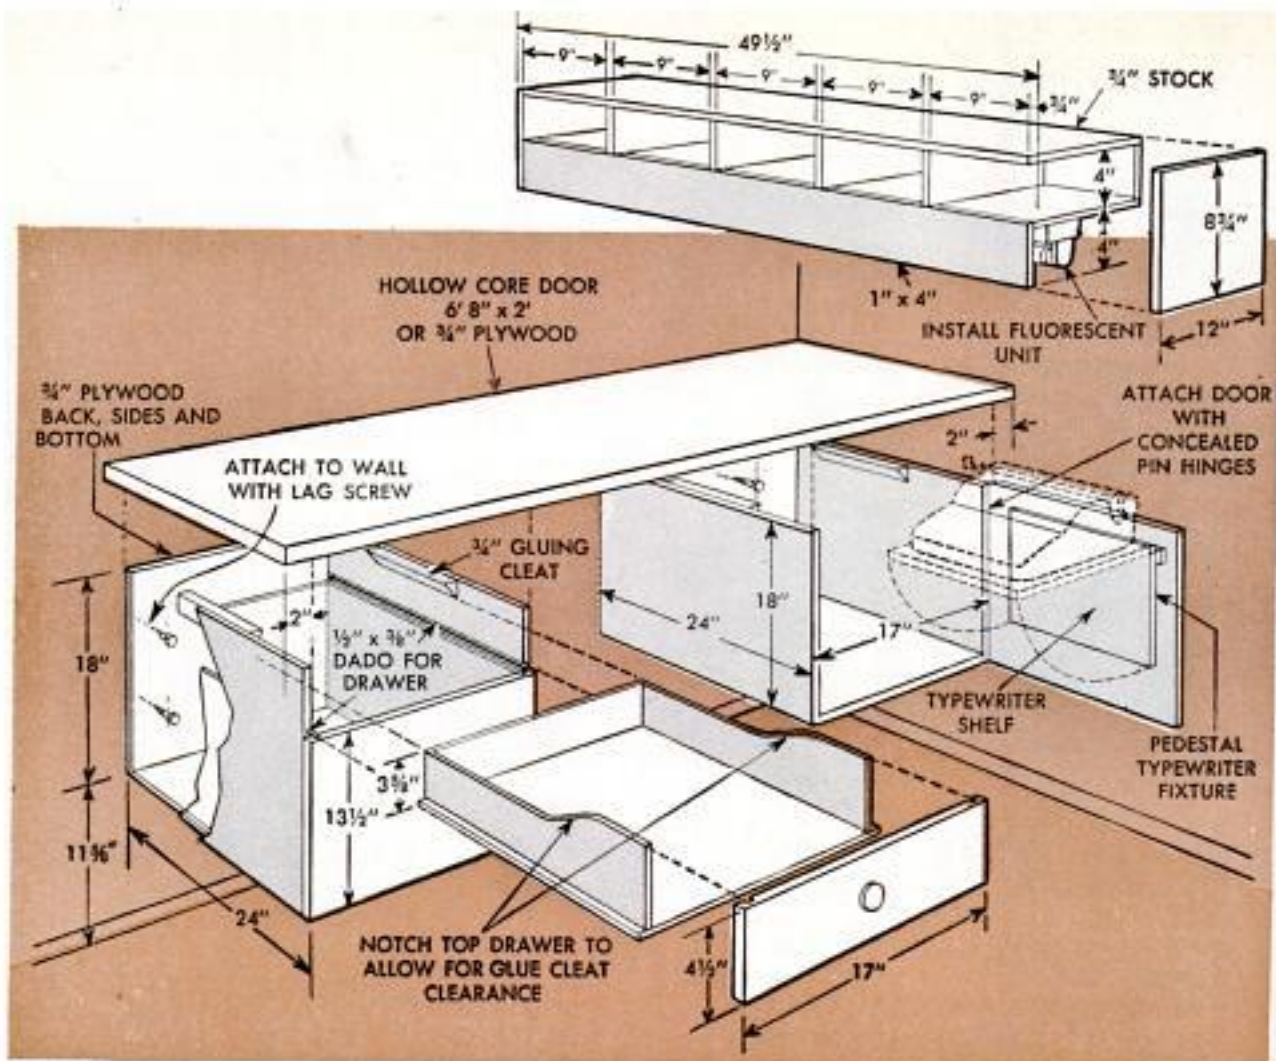 49½"
9"
9"
9"
9"
9"
¾"
¾" STOCK
4"
8¾"
4"
1" x 4"
12"
INSTALL FLUORESCENT
UNIT
HOLLOW CORE DOOR
6' 8" x 2'
OR ¾" PLYWOOD
¾" PLYWOOD
BACK, SIDES AND
BOTTOM
ATTACH TO WALL
WITH LAG SCREW
ATTACH DOOR
WITH
CONCEALED
PIN HINGES
2"
¾" GLUING
CLEAT
18"
24"
17"
2"
½" x ⅜"
DADO FOR
DRAWER
18"
TYPEWRITER
SHELF
PEDESTAL
TYPEWRITER
FIXTURE
13½"
24"
NOTCH TOP DRAWER TO
ALLOW FOR GLUE CLEAT
CLEARANCE
4½"
17"